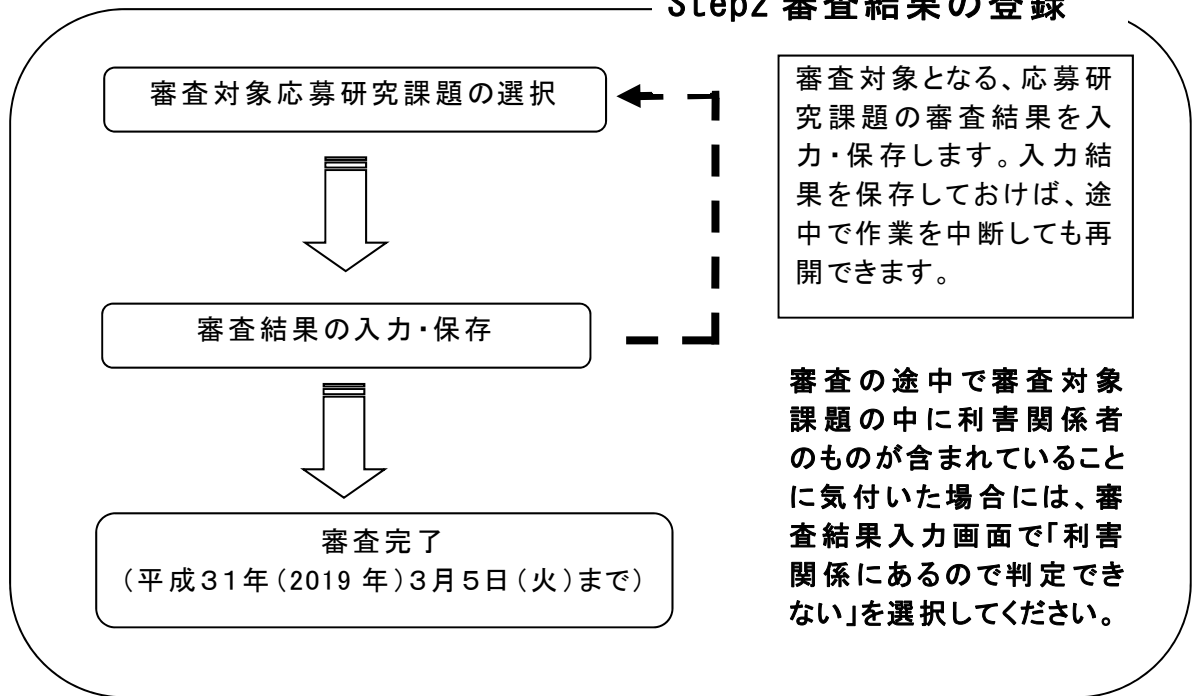 Step2 審査結果の登録
審査対象応募研究課題の選択
審査対象となる、応募研
究課題の審査結果を入
力・保存します。入力結
果を保存しておけば、途
中で作業を中断しても再
開できます。
審査結果の入力・保存
審査の途中で審査対象
課題の中に利害関係者
のものが含まれていること
に気付いた場合には、審
査結果入力画面で「利害
関係にあるので判定でき
ない」を選択してください。
審査完了
（平成３１年（2019 年）３月５日（火）まで）